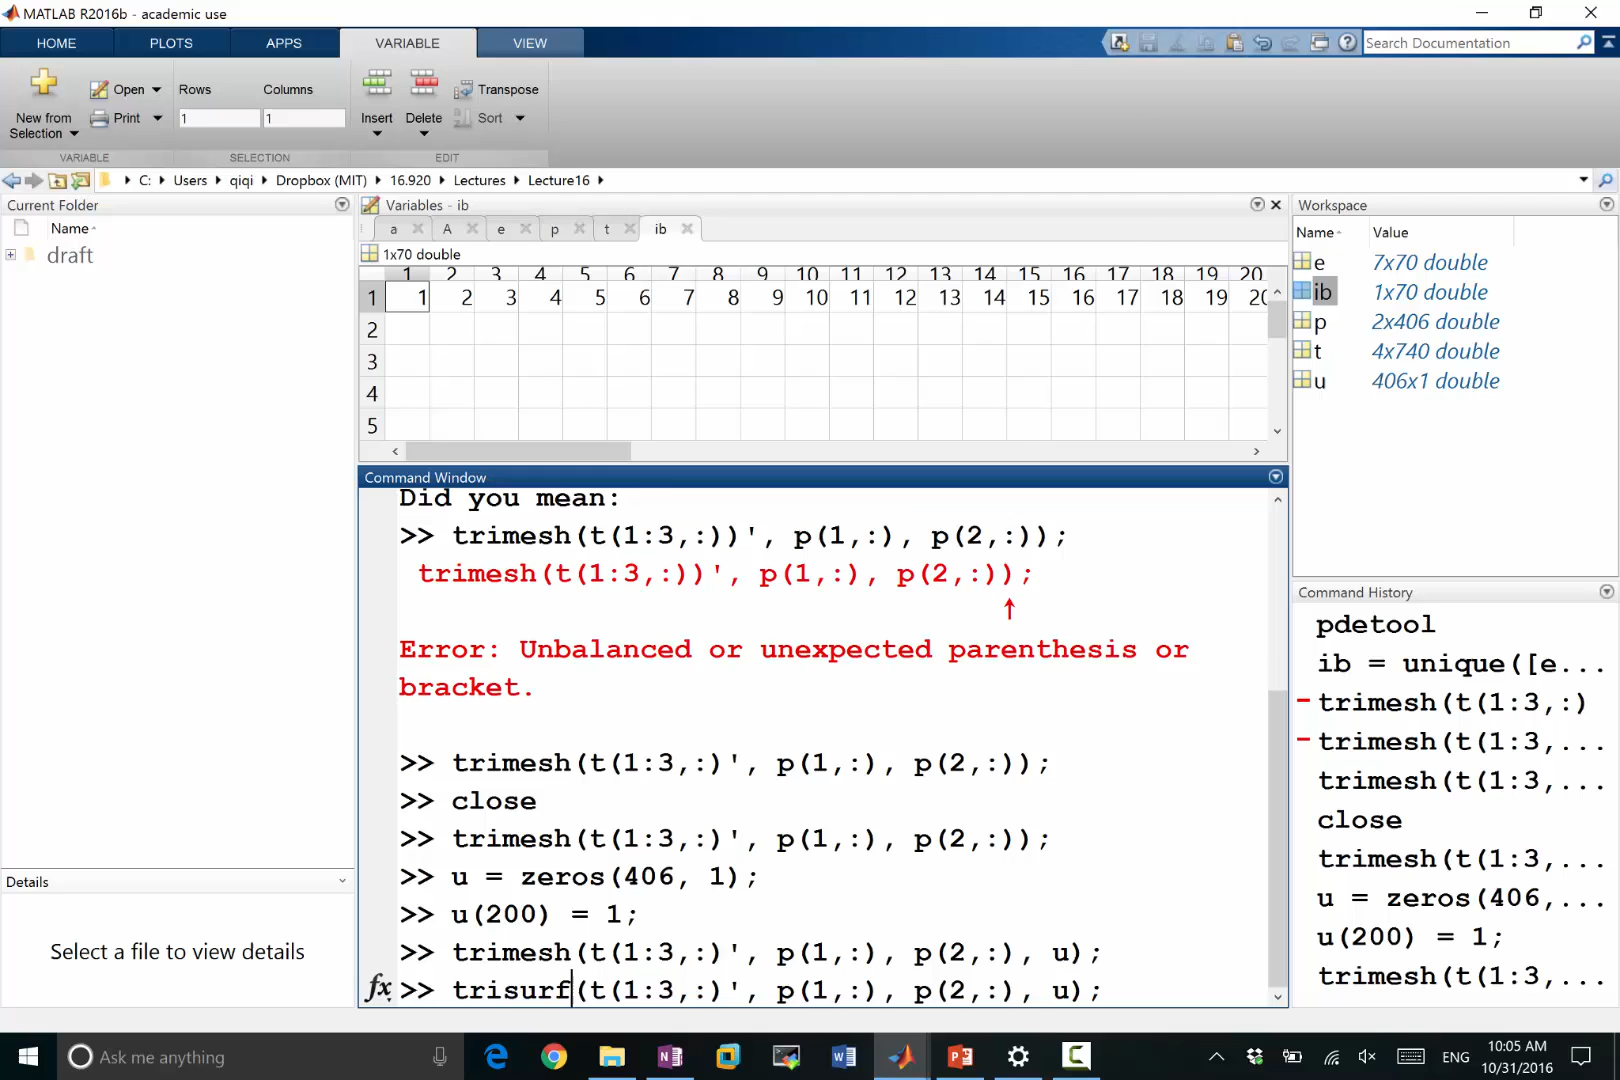 MATLAB R2016b - academic use
HOME PLOTS APPS VARIABLE VIEW
Search Documentation
New from Selection
Open
Print
Rows Columns
1 1
Insert Delete
Transpose
Sort
VARIABLE SELECTION EDIT
C: Users qiqi Dropbox (MIT) 16.920 Lectures Lecture16
Current Folder
Name
draft
Details
Select a file to view details
Variables - ib
a A e p t ib
1x70 double
1 2 3 4 5 6 7 8 9 10 11 12 13 14 15 16 17 18 19 20
1 1 2 3 4 5 6 7 8 9 10 11 12 13 14 15 16 17 18 19 20
2
3
4
5
Command Window
Did you mean:
>> trimesh(t(1:3,:))', p(1,:), p(2,:));
trimesh(t(1:3,:))', p(1,:), p(2,:));
↑
Error: Unbalanced or unexpected parenthesis or
bracket.
>> trimesh(t(1:3,:)', p(1,:), p(2,:));
>> close
>> trimesh(t(1:3,:)', p(1,:), p(2,:));
>> u = zeros(406, 1);
>> u(200) = 1;
>> trimesh(t(1:3,:)', p(1,:), p(2,:), u);
fx >> trisurf(t(1:3,:)', p(1,:), p(2,:), u);
Workspace
Name Value
e 7x70 double
ib 1x70 double
p 2x406 double
t 4x740 double
u 406x1 double
Command History
pdetool
ib = unique([e...
trimesh(t(1:3,:)
trimesh(t(1:3,...
trimesh(t(1:3,...
close
trimesh(t(1:3,...
u = zeros(406,...
u(200) = 1;
trimesh(t(1:3,...
Ask me anything
ENG
10:05 AM
10/31/2016